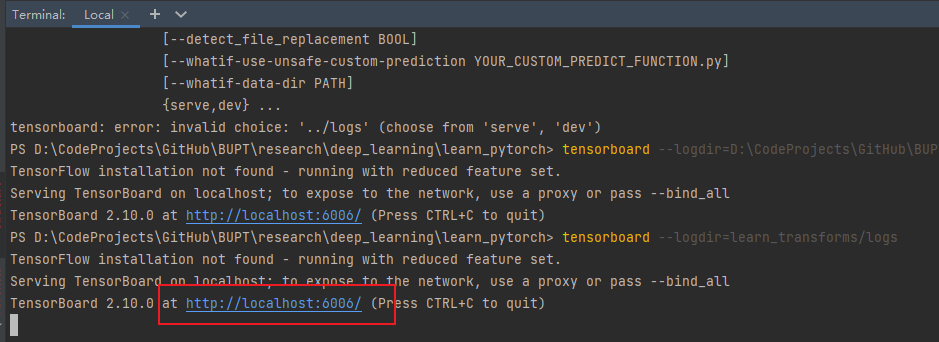 Terminal: Local × +
[--detect_file_replacement BOOL]
[--whatif-use-unsafe-custom-prediction YOUR_CUSTOM_PREDICT_FUNCTION.py]
[--whatif-data-dir PATH]
{serve,dev} ...
tensorboard: error: invalid choice: '../logs' (choose from 'serve', 'dev')
PS D:\CodeProjects\GitHub\BUPT\research\deep_learning\learn_pytorch> tensorboard --logdir=D:\CodeProjects\GitHub\BUP
TensorFlow installation not found - running with reduced feature set.
Serving TensorBoard on localhost; to expose to the network, use a proxy or pass --bind_all
TensorBoard 2.10.0 at http://localhost:6006/ (Press CTRL+C to quit)
PS D:\CodeProjects\GitHub\BUPT\research\deep_learning\learn_pytorch> tensorboard --logdir=learn_transforms/logs
TensorFlow installation not found - running with reduced feature set.
Serving TensorBoard on localhost; to expose to the network, use a proxy or pass --bind_all
TensorBoard 2.10.0 at http://localhost:6006/ (Press CTRL+C to quit)